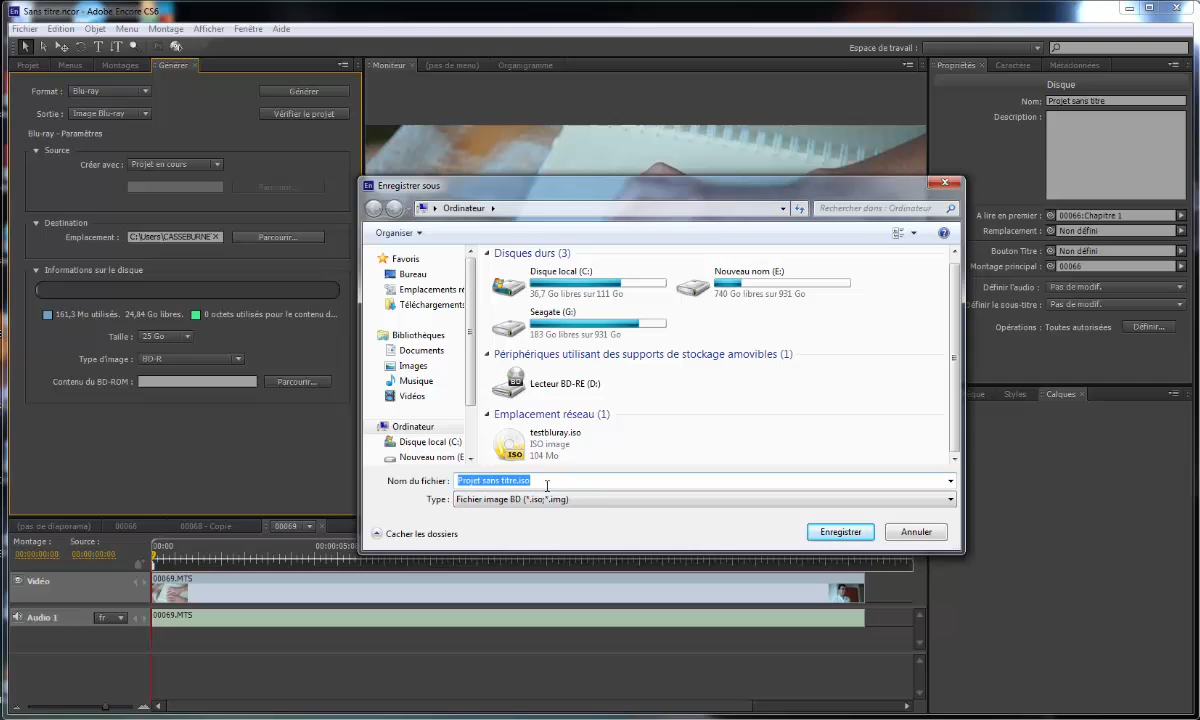 Sans titre.ncor - Adobe Encore CS6
Fichier Edition Objet Menu Montage Afficher Fenêtre Aide
Espace de travail :
Projet Menus Montages Générer
Moniteur (pas de menu) Organigramme
Propriétés Caractère Métadonnées
Format : Blu-ray Générer
Sortie : Image Blu-ray Vérifier le projet
Blu-ray - Paramètres
Source
Créer avec : Projet en cours
Parcourir...
Destination
Emplacement : C:\Users\CASSEBURNE Parcourir...
Informations sur le disque
161,3 Mo utilisés. 24,84 Go libres. 0 octets utilisés pour le contenu d...
Taille : 25 Go
Type d'image : BD-R
Contenu du BD-ROM : Parcourir...
Disque
Nom : Projet sans titre
Description :
A lire en premier : 00066:Chapitre 1
Remplacement : Non défini
Bouton Titre : Non défini
Montage principal : 00066
Définir l'audio : Pas de modif.
éfinir le sous-titre : Pas de modif.
Opérations : Toutes autorisées Définir...
que Styles Calques
Enregistrer sous
Ordinateur
Rechercher dans : Ordinateur
Organiser
Favoris
Bureau
Emplacements ré
Téléchargements
Bibliothèques
Documents
Images
Musique
Vidéos
Ordinateur
Disque local (C:)
Nouveau nom (E
Disques durs (3)
Disque local (C:)
36,7 Go libres sur 111 Go
Nouveau nom (E:)
740 Go libres sur 931 Go
Seagate (G:)
183 Go libres sur 931 Go
Périphériques utilisant des supports de stockage amovibles (1)
BD
Lecteur BD-RE (D:)
Emplacement réseau (1)
ISO
testbluray.iso
ISO image
104 Mo
Nom du fichier : Projet sans titre.iso
Type : Fichier image BD (*.iso;*.img)
Cacher les dossiers
Enregistrer Annuler
(pas de diaporama) 00066 00068 - Copie 00069
Montage : Source :
00:00:00:00 00:00:00:00
00:00 00:00:05:0
Vidéo 00069.MTS
Audio 1 fr 00069.MTS